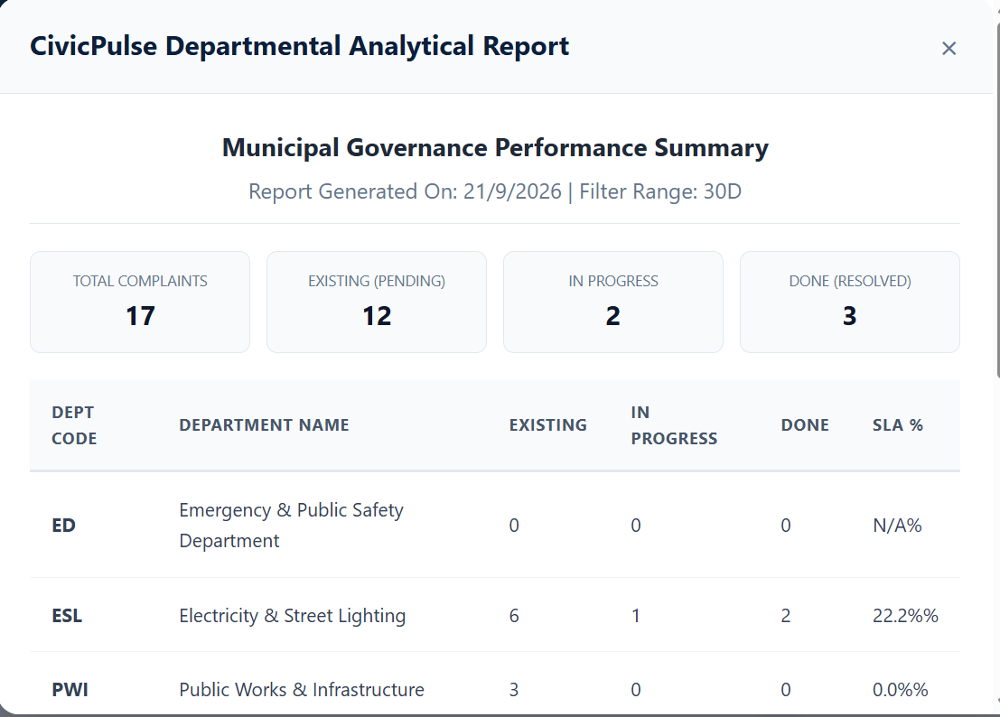 CivicPulse Departmental Analytical Report
×
Municipal Governance Performance Summary
Report Generated On: 21/9/2026 | Filter Range: 30D
TOTAL COMPLAINTS
17
EXISTING (PENDING)
12
IN PROGRESS
2
DONE (RESOLVED)
3
DEPT CODE DEPARTMENT NAME EXISTING IN PROGRESS DONE SLA %
ED Emergency & Public Safety Department 0 0 0 N/A%
ESL Electricity & Street Lighting 6 1 2 22.2%%
PWI Public Works & Infrastructure 3 0 0 0.0%%